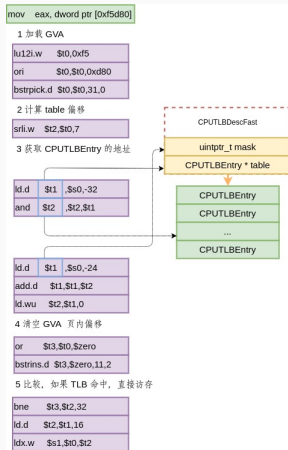 mov eax, dword ptr [0xf5d80]
1 加载 GVA
lu12i.w $t0,0xf5
ori $t0,$t0,0xd80
bstrpick.d $t0,$t0,31,0
2 计算 table 偏移
srli.w $t2,$t0,7
3 获取 CPUTLBEntry 的地址
ld.d $t1 ,$s0,-32
and $t2 ,$t2,$t1
ld.d $t1 ,$s0,-24
add.d $t1,$t1,$t2
ld.wu $t2,$t1,0
4 清空 GVA 页内偏移
or $t3,$t0,$zero
bstrins.d $t3,$zero,11,2
5 比较，如果 TLB 命中，直接访存
bne $t3,$t2,32
ld.d $t2,$t1,16
ldx.w $s1,$t0,$t2
CPUTLBDescFast
uintptr_t mask
CPUTLBEntry * table
CPUTLBEntry
CPUTLBEntry
...
CPUTLBEntry